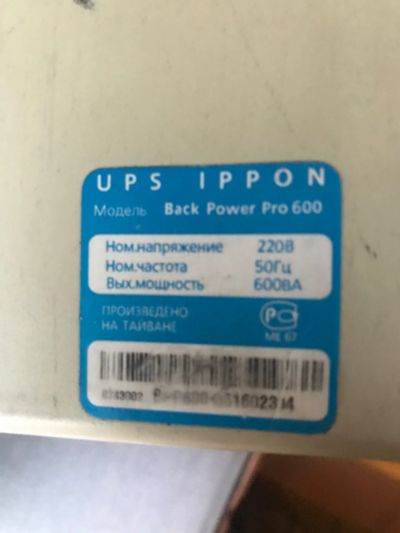 UPS IPPON
Модель Back Power Pro 600
Ном.напряжение 220В
Ном.частота 50Гц
Вых.мощность 600ВА
ПРОИЗВЕДЕНО
НА ТАЙВАНЕ
МЕ 67